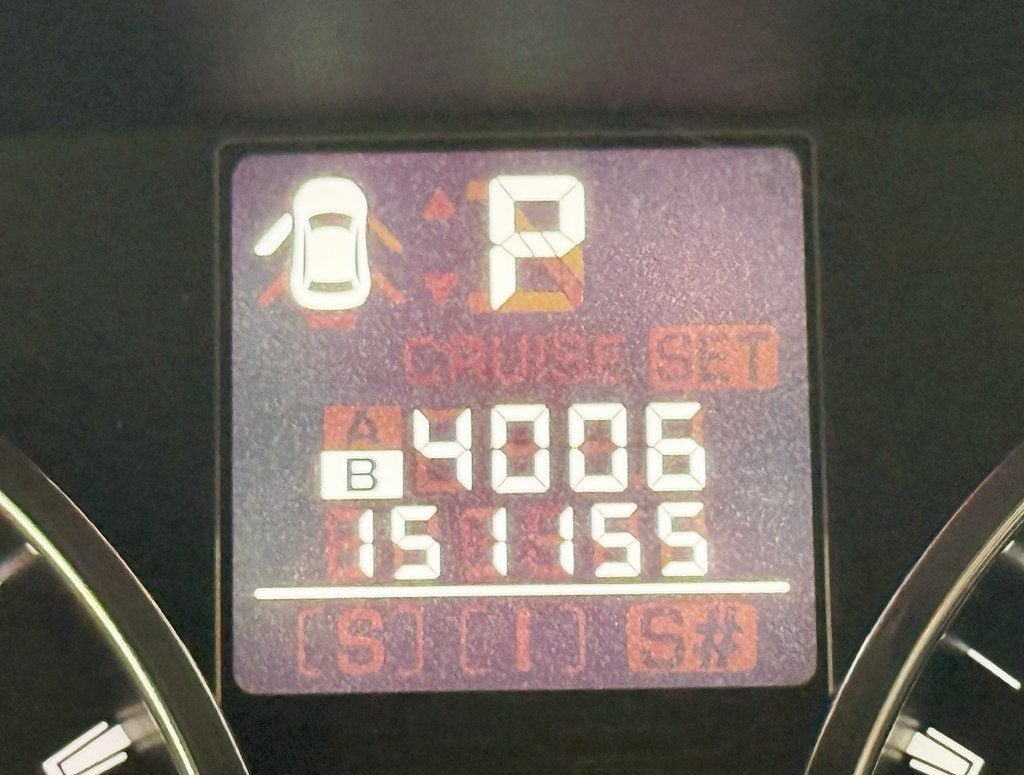 P
CRUISE SET
A 4006
B
151155
[S] [I] S#